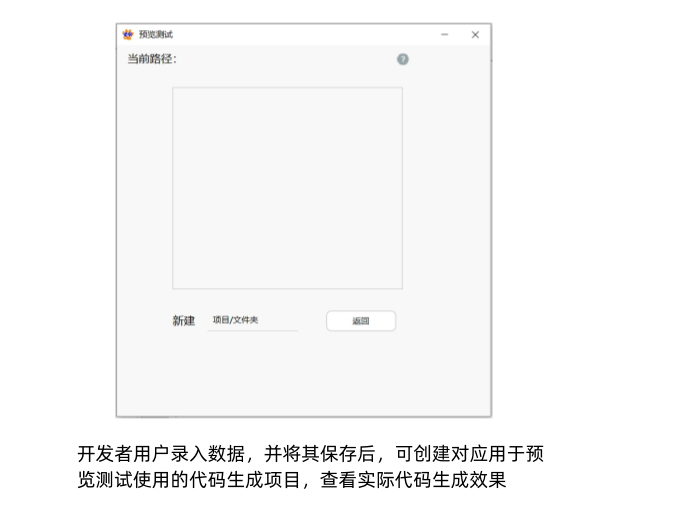 预览测试
当前路径：
?
新建 项目/文件夹 返回
开发者用户录入数据，并将其保存后，可创建对应用于预
览测试使用的代码生成项目，查看实际代码生成效果